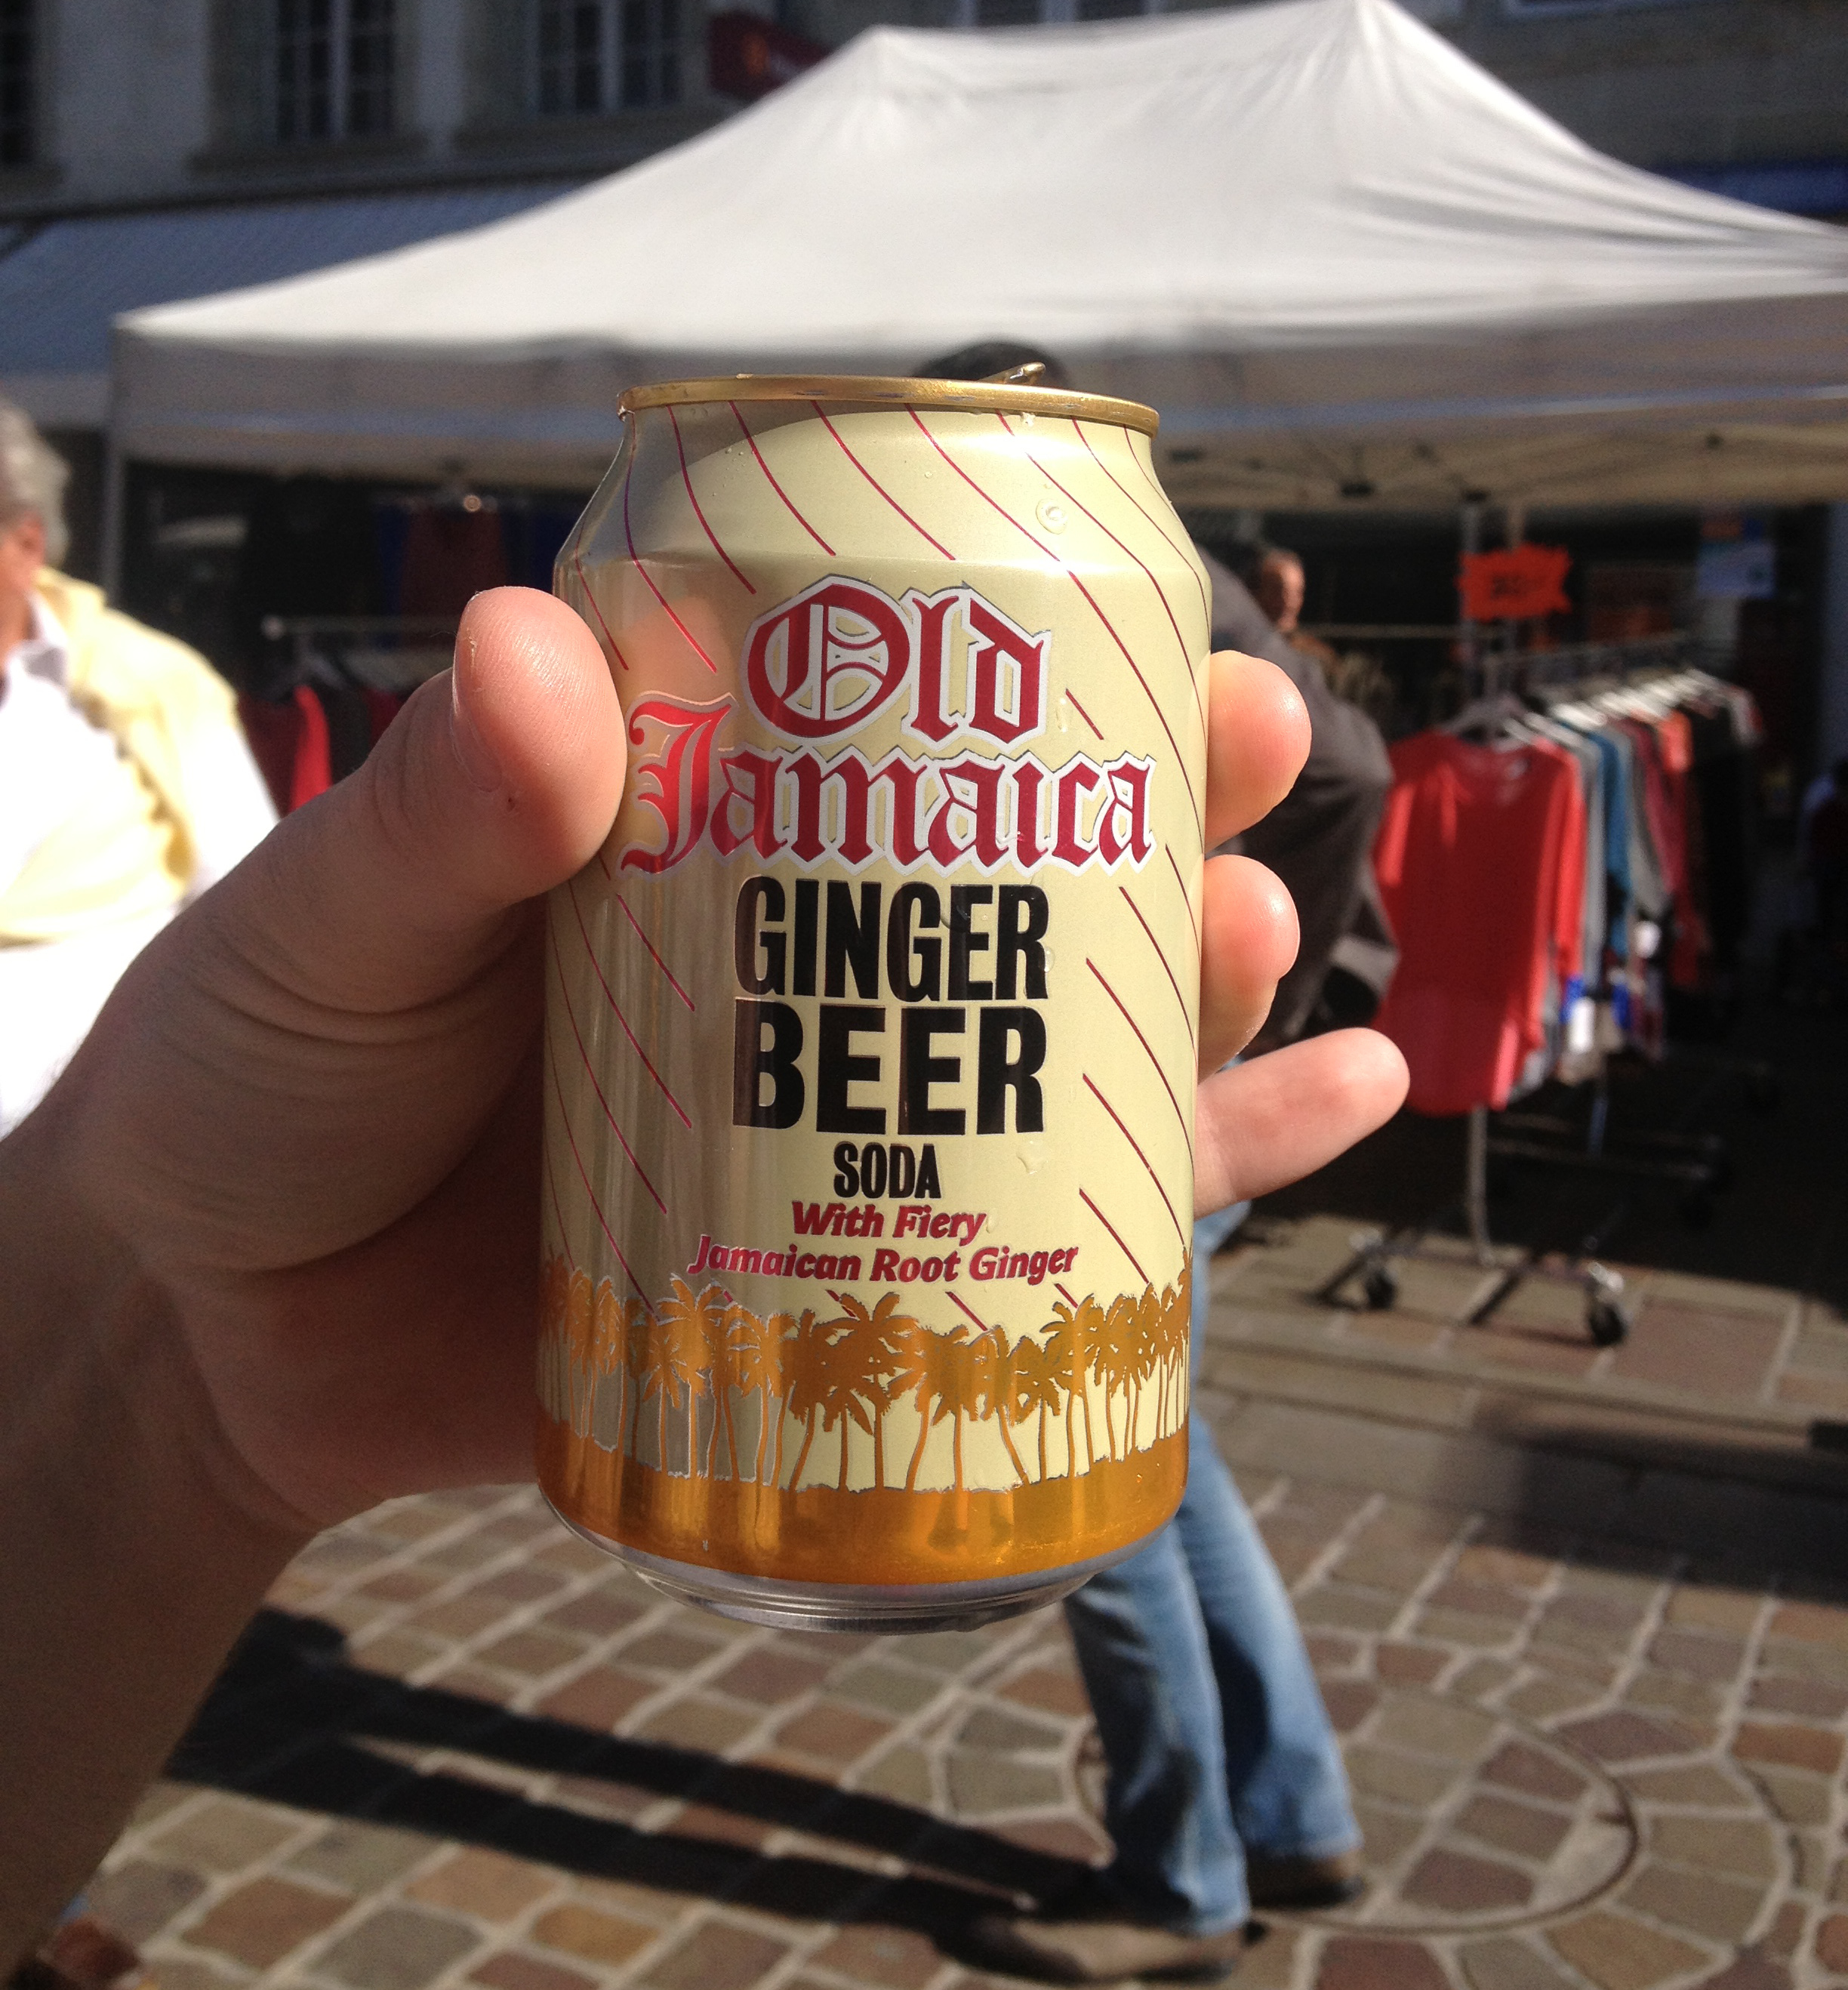 Old
Jamaica
GINGER
BEER
SODA
With Fiery
Jamaican Root Ginger